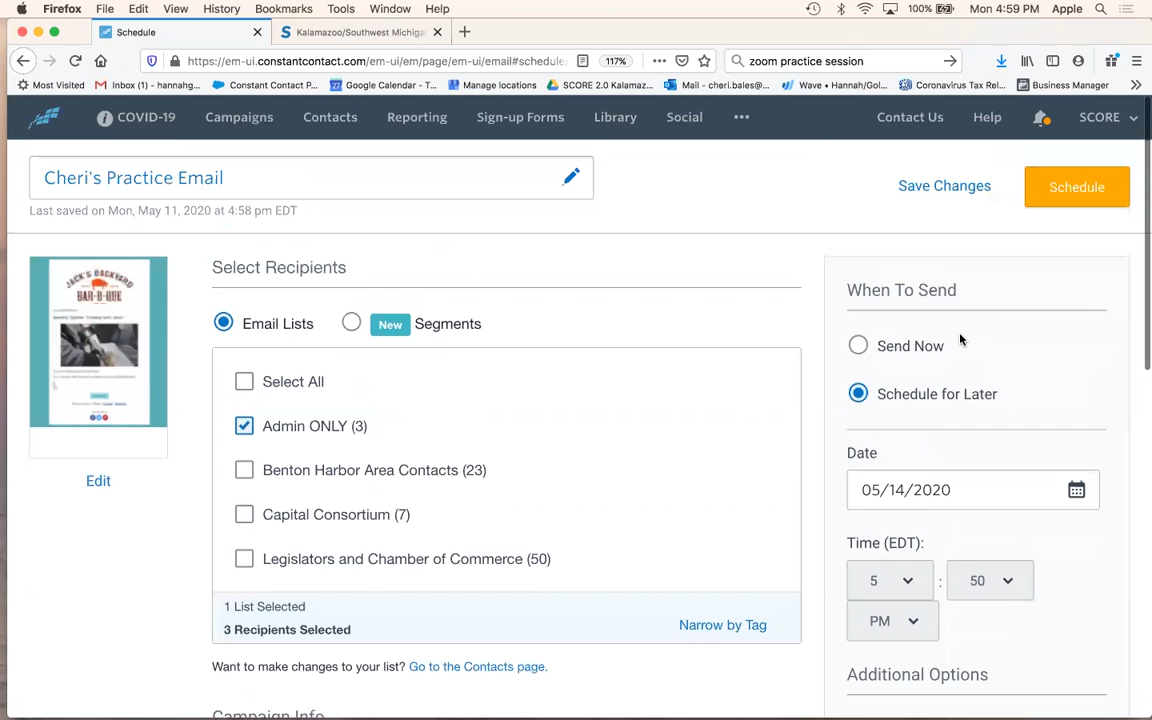 Firefox File Edit View History Bookmarks Tools Window Help 100% Mon 4:59 PM Apple
Schedule Kalamazoo/Southwest Michiga
https://em-ui.constantcontact.com/em-ui/em/page/em-ui/email#schedule 117% zoom practice session
Most Visited Inbox (1) - hannahg... Constant Contact P... Google Calendar - T... Manage locations SCORE 2.0 Kalamaz... Mail - cheri.bales@... Wave • Hannah/Gol... Coronavirus Tax Rel... Business Manager
COVID-19 Campaigns Contacts Reporting Sign-up Forms Library Social Contact Us Help SCORE
Cheri's Practice Email Save Changes Schedule
Last saved on Mon, May 11, 2020 at 4:58 pm EDT
JACK'S BACKYARD
BAR-B-QUE
Edit
Select Recipients
Email Lists New Segments
Select All
Admin ONLY (3)
Benton Harbor Area Contacts (23)
Capital Consortium (7)
Legislators and Chamber of Commerce (50)
1 List Selected
3 Recipients Selected Narrow by Tag
Want to make changes to your list? Go to the Contacts page.
Campaign Info
When To Send
Send Now
Schedule for Later
Date
05/14/2020
Time (EDT):
5 : 50
PM
Additional Options